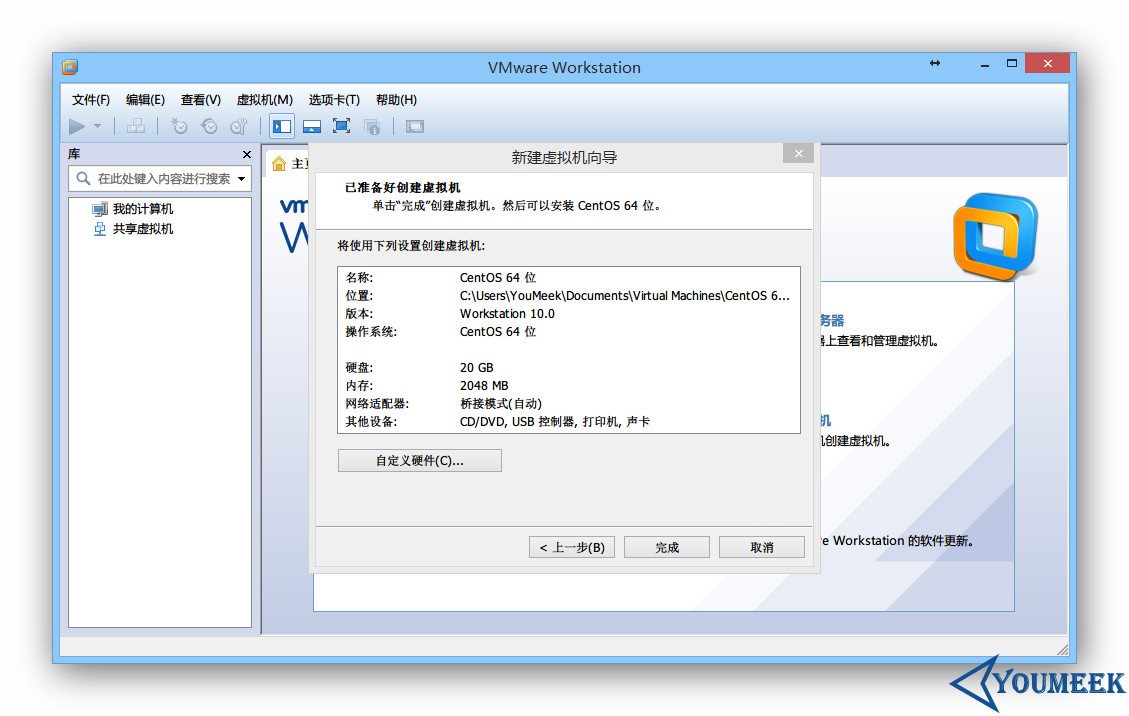 VMware Workstation
文件(F) 编辑(E) 查看(V) 虚拟机(M) 选项卡(T) 帮助(H)
库
在此处键入内容进行搜索
我的计算机
共享虚拟机
主
vm
W
新建虚拟机向导
已准备好创建虚拟机
单击“完成”创建虚拟机。然后可以安装 CentOS 64 位。
将使用下列设置创建虚拟机:
名称: CentOS 64 位
位置: C:\Users\YouMeek\Documents\Virtual Machines\CentOS 6...
版本: Workstation 10.0
操作系统: CentOS 64 位
硬盘: 20 GB
内存: 2048 MB
网络适配器: 桥接模式(自动)
其他设备: CD/DVD, USB 控制器, 打印机, 声卡
自定义硬件(C)...
< 上一步(B) 完成 取消
务器
器上查看和管理虚拟机。
机
创建虚拟机。
re Workstation 的软件更新。
YOUMEEK